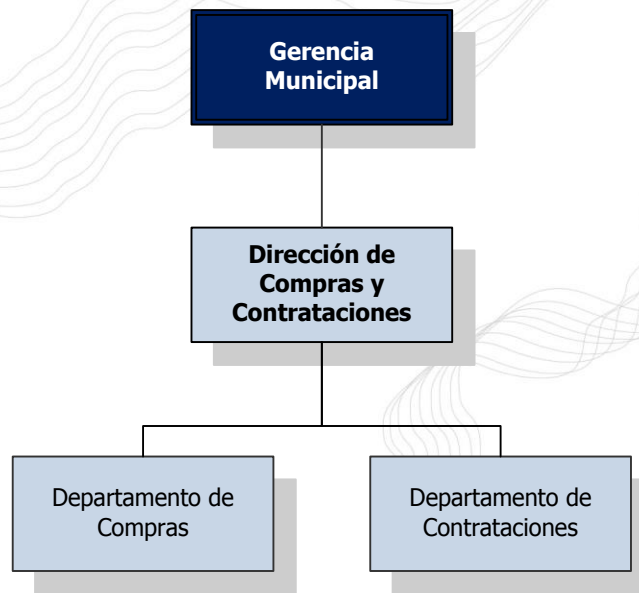 Gerencia
Municipal
Dirección de
Compras y
Contrataciones
Departamento de
Compras
Departamento de
Contrataciones